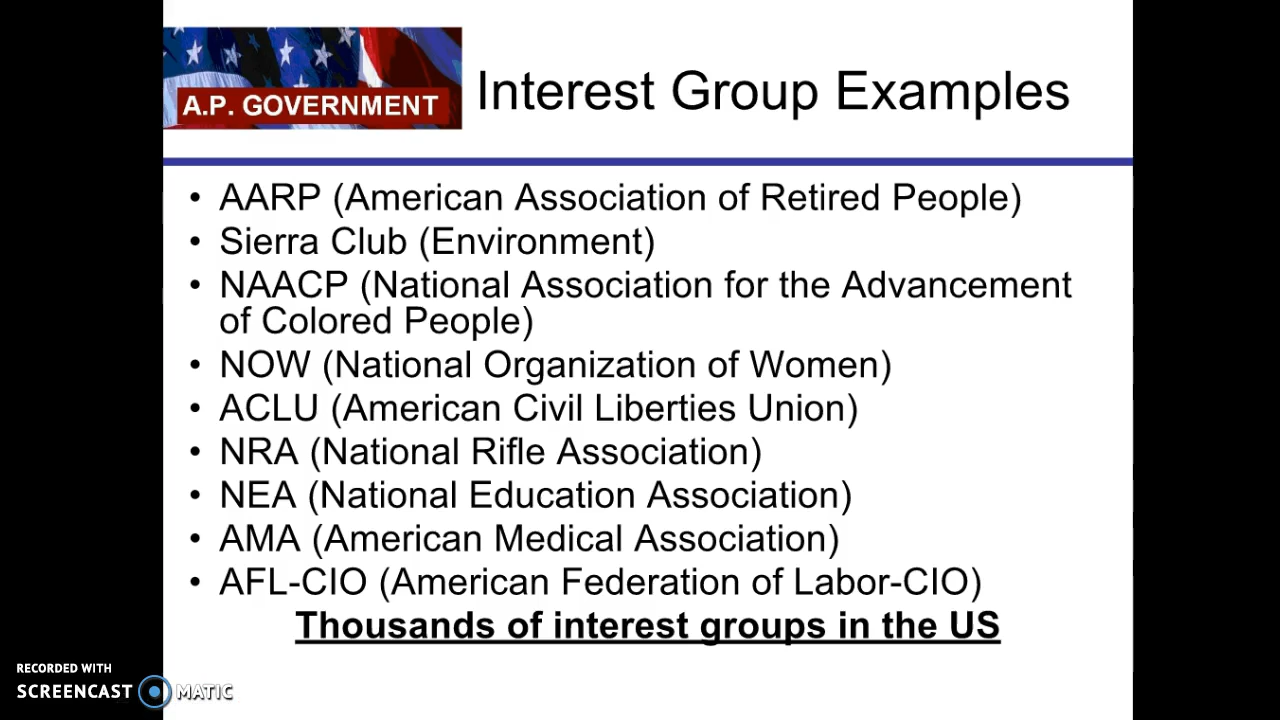 A.P. GOVERNMENT
Interest Group Examples
• AARP (American Association of Retired People)
• Sierra Club (Environment)
• NAACP (National Association for the Advancement
of Colored People)
• NOW (National Organization of Women)
• ACLU (American Civil Liberties Union)
• NRA (National Rifle Association)
• NEA (National Education Association)
• AMA (American Medical Association)
• AFL-CIO (American Federation of Labor-CIO)
Thousands of interest groups in the US
RECORDED WITH
SCREENCAST MATIC